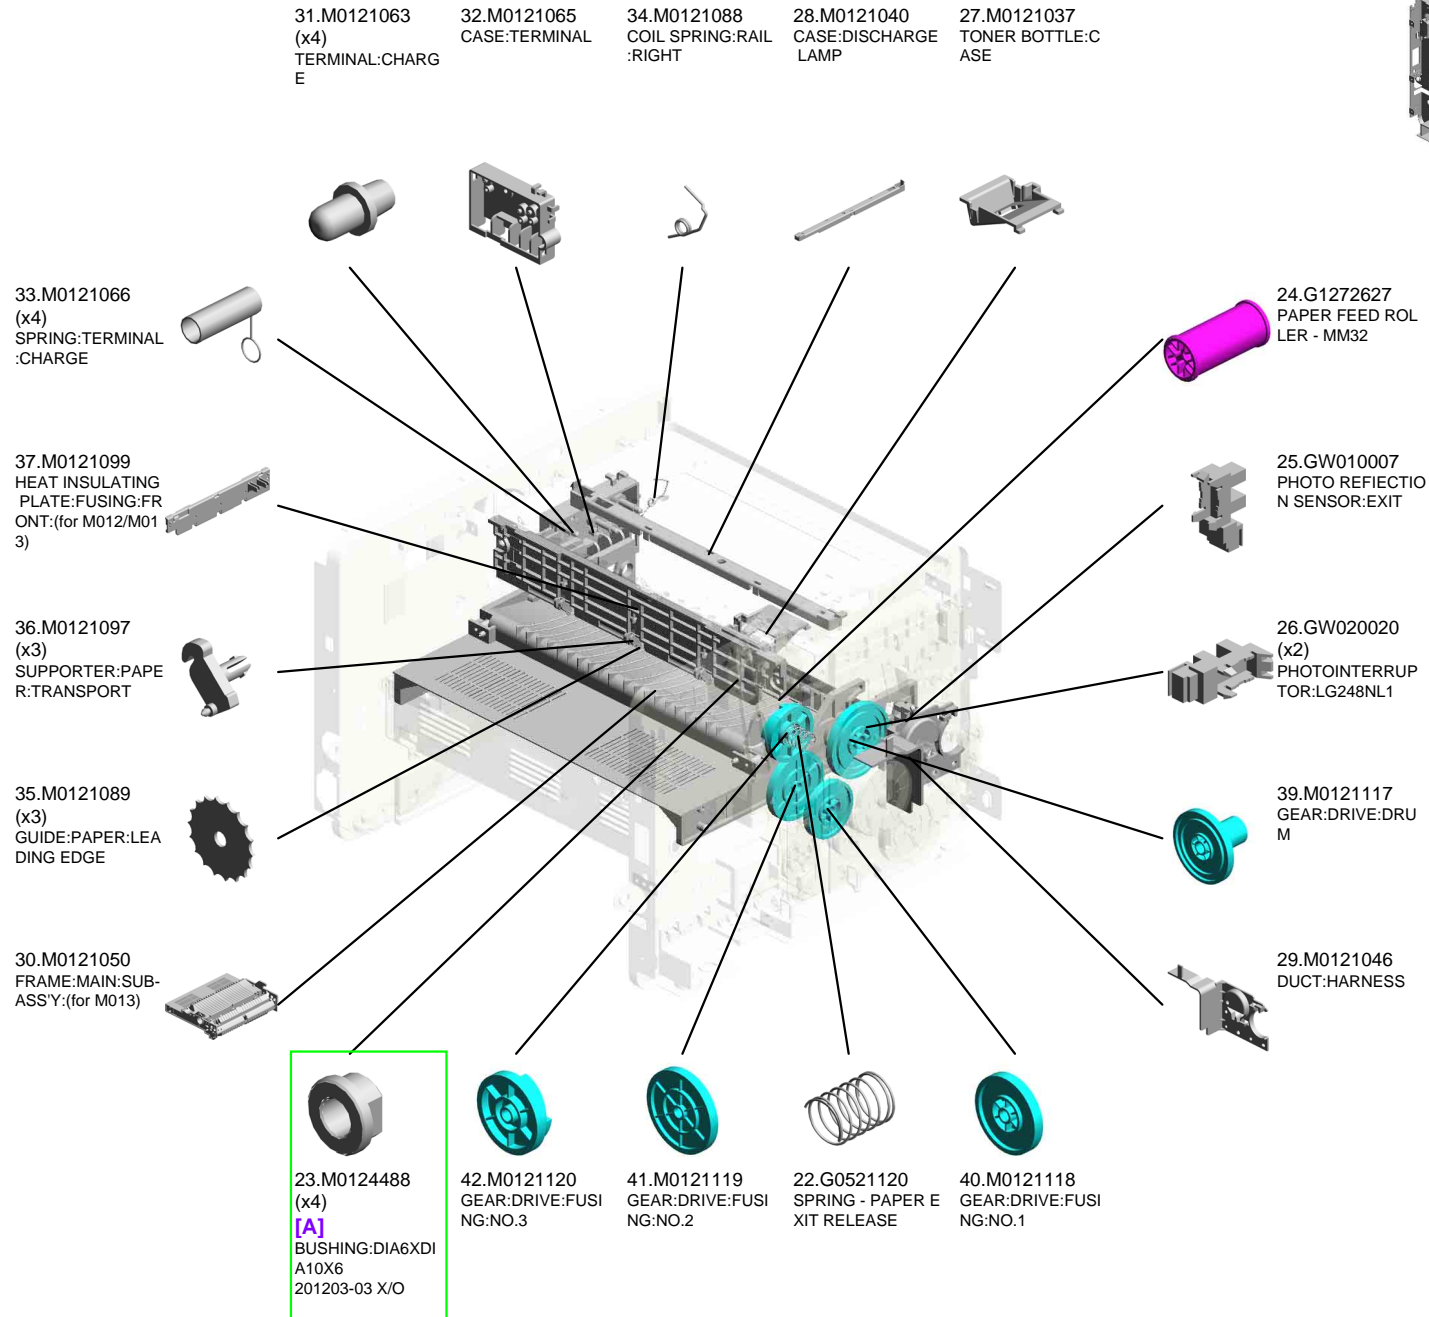 31.M0121063
(x4)
TERMINAL:CHARG
E
32.M0121065
CASE:TERMINAL
34.M0121088
COIL SPRING:RAIL
:RIGHT
28.M0121040
CASE:DISCHARGE
LAMP
27.M0121037
TONER BOTTLE:C
ASE
33.M0121066
(x4)
SPRING:TERMINAL
:CHARGE
24.G1272627
PAPER FEED ROL
LER - MM32
37.M0121099
HEAT INSULATING
PLATE:FUSING:FR
ONT:(for M012/M01
3)
25.GW010007
PHOTO REFIECTIO
N SENSOR:EXIT
36.M0121097
(x3)
SUPPORTER:PAPE
R:TRANSPORT
26.GW020020
(x2)
PHOTOINTERRUP
TOR:LG248NL1
35.M0121089
(x3)
GUIDE:PAPER:LEA
DING EDGE
39.M0121117
GEAR:DRIVE:DRU
M
30.M0121050
FRAME:MAIN:SUB-
ASS'Y:(for M013)
29.M0121046
DUCT:HARNESS
23.M0124488
(x4)
[A]
BUSHING:DIA6XDI
A10X6
201203-03 X/O
42.M0121120
GEAR:DRIVE:FUSI
NG:NO.3
41.M0121119
GEAR:DRIVE:FUSI
NG:NO.2
22.G0521120
SPRING - PAPER E
XIT RELEASE
40.M0121118
GEAR:DRIVE:FUSI
NG:NO.1